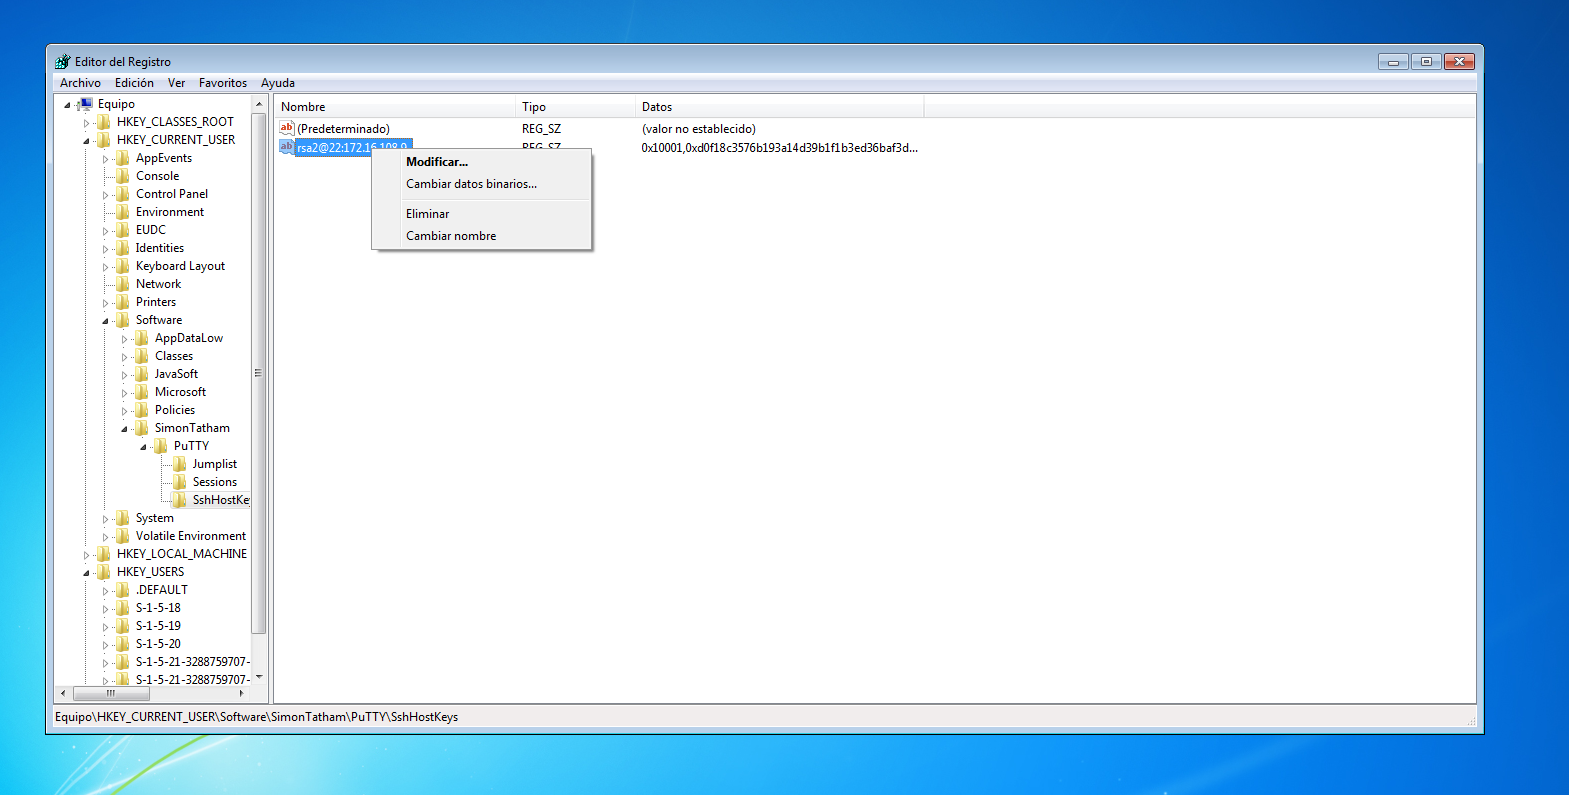 Editor del Registro
Archivo Edición Ver Favoritos Ayuda
Equipo
HKEY_CLASSES_ROOT
HKEY_CURRENT_USER
AppEvents
Console
Control Panel
Environment
EUDC
Identities
Keyboard Layout
Network
Printers
Software
AppDataLow
Classes
JavaSoft
Microsoft
Policies
SimonTatham
PuTTY
Jumplist
Sessions
SshHostKe
System
Volatile Environment
HKEY_LOCAL_MACHINE
HKEY_USERS
.DEFAULT
S-1-5-18
S-1-5-19
S-1-5-20
S-1-5-21-3288759707-
S-1-5-21-3288759707-
Nombre Tipo Datos
ab (Predeterminado) REG_SZ (valor no establecido)
ab rsa2@22:172.16.108.9 REG_SZ 0x10001,0xd0f18c3576b193a14d39b1f1b3ed36baf3d...
Modificar...
Cambiar datos binarios...
Eliminar
Cambiar nombre
Equipo\HKEY_CURRENT_USER\Software\SimonTatham\PuTTY\SshHostKeys